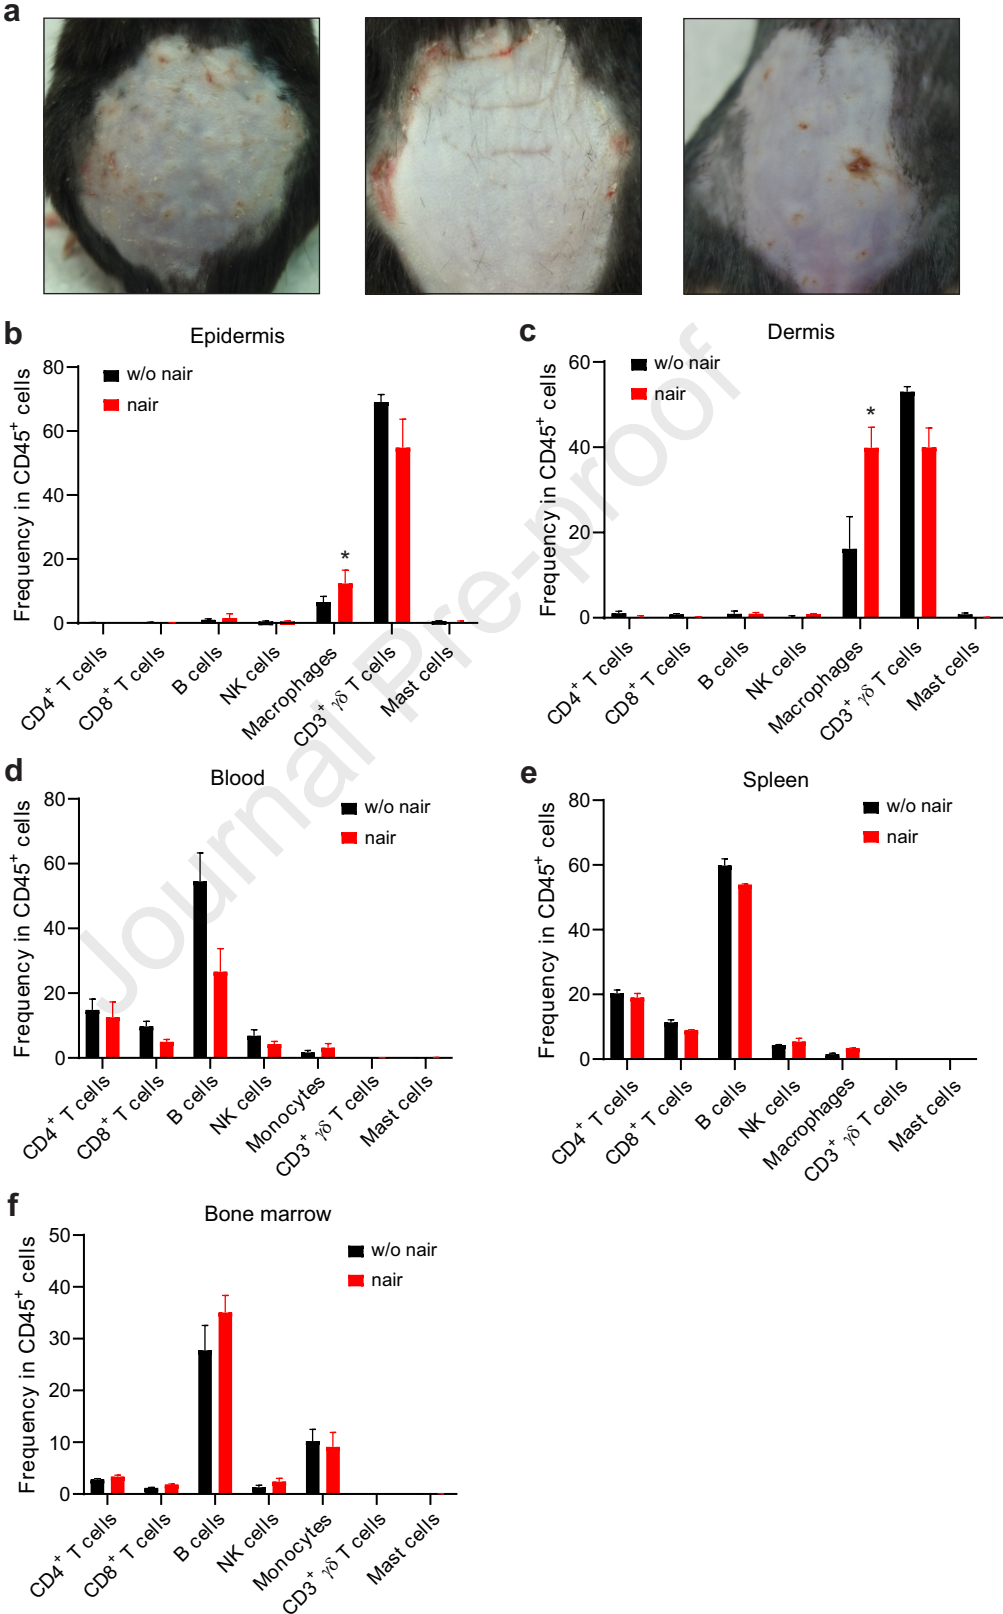 a
b
Epidermis
Frequency in CD45⁺ cells
80
60
40
20
0
w/o nair
nair
*
CD4⁺ T cells
CD8⁺ T cells
B cells
NK cells
Macrophages
CD3⁺ γδ T cells
Mast cells
c
Dermis
Frequency in CD45⁺ cells
60
40
20
0
w/o nair
nair
*
CD4⁺ T cells
CD8⁺ T cells
B cells
NK cells
Macrophages
CD3⁺ γδ T cells
Mast cells
Journal Pre-proof
d
Blood
Frequency in CD45⁺ cells
80
60
40
20
0
w/o nair
nair
CD4⁺ T cells
CD8⁺ T cells
B cells
NK cells
Monocytes
CD3⁺ γδ T cells
Mast cells
e
Spleen
Frequency in CD45⁺ cells
80
60
40
20
0
w/o nair
nair
CD4⁺ T cells
CD8⁺ T cells
B cells
NK cells
Macrophages
CD3⁺ γδ T cells
Mast cells
f
Bone marrow
Frequency in CD45⁺ cells
50
40
30
20
10
0
w/o nair
nair
CD4⁺ T cells
CD8⁺ T cells
B cells
NK cells
Monocytes
CD3⁺ γδ T cells
Mast cells